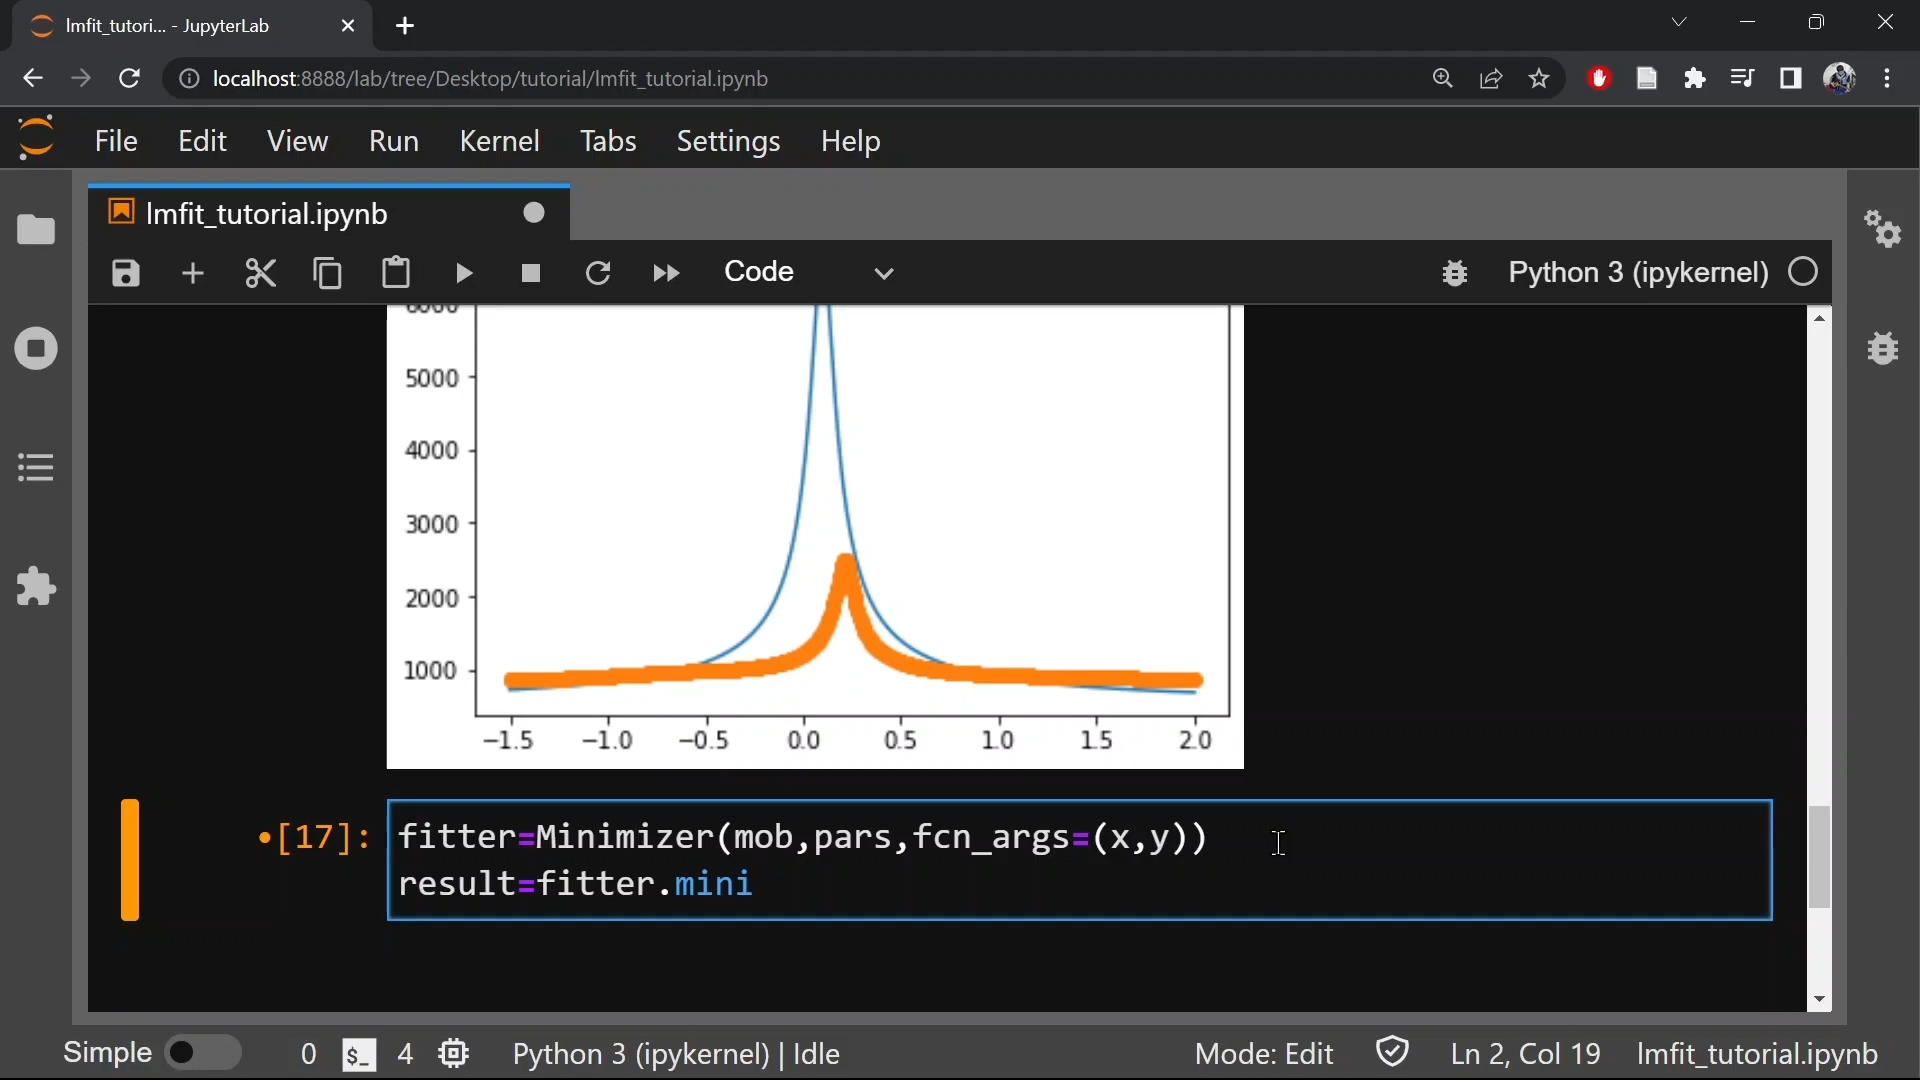 lmfit_tutori... - JupyterLab
localhost:8888/lab/tree/Desktop/tutorial/lmfit_tutorial.ipynb
File Edit View Run Kernel Tabs Settings Help
lmfit_tutorial.ipynb
Code
Python 3 (ipykernel)
6000
5000
4000
3000
2000
1000
−1.5 −1.0 −0.5 0.0 0.5 1.0 1.5 2.0
•[17]: fitter=Minimizer(mob,pars,fcn_args=(x,y))
result=fitter.mini
Simple 0 $_ 4 Python 3 (ipykernel) | Idle Mode: Edit Ln 2, Col 19 lmfit_tutorial.ipynb